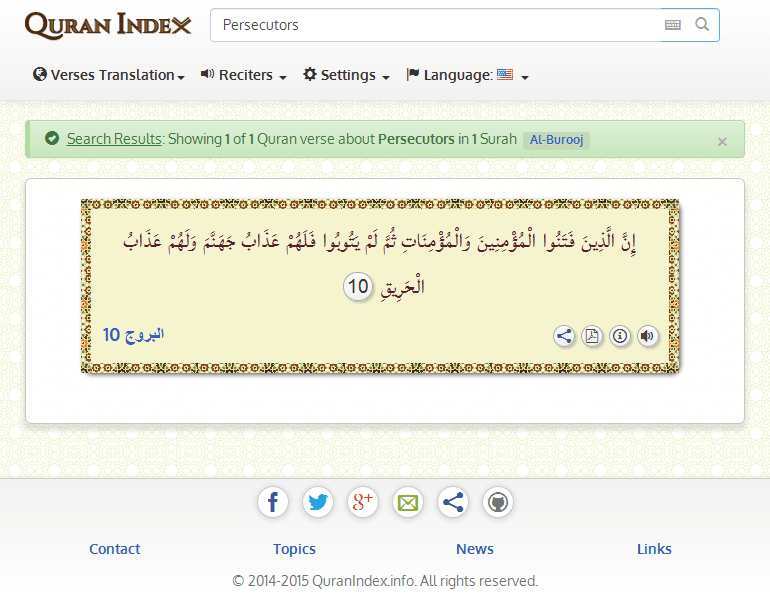 QURAN INDEX
Persecutors
Verses Translation
Reciters
Settings
Language:
Search Results: Showing 1 of 1 Quran verse about Persecutors in 1 Surah Al-Burooj ×
إِنَّ الَّذِينَ فَتَنُوا الْمُؤْمِنِينَ وَالْمُؤْمِنَاتِ ثُمَّ لَمْ يَتُوبُوا فَلَهُمْ عَذَابُ جَهَنَّمَ وَلَهُمْ عَذَابُ
الْحَرِيقِ 10
البروج 10
Contact
Topics
News
Links
© 2014-2015 QuranIndex.info. All rights reserved.